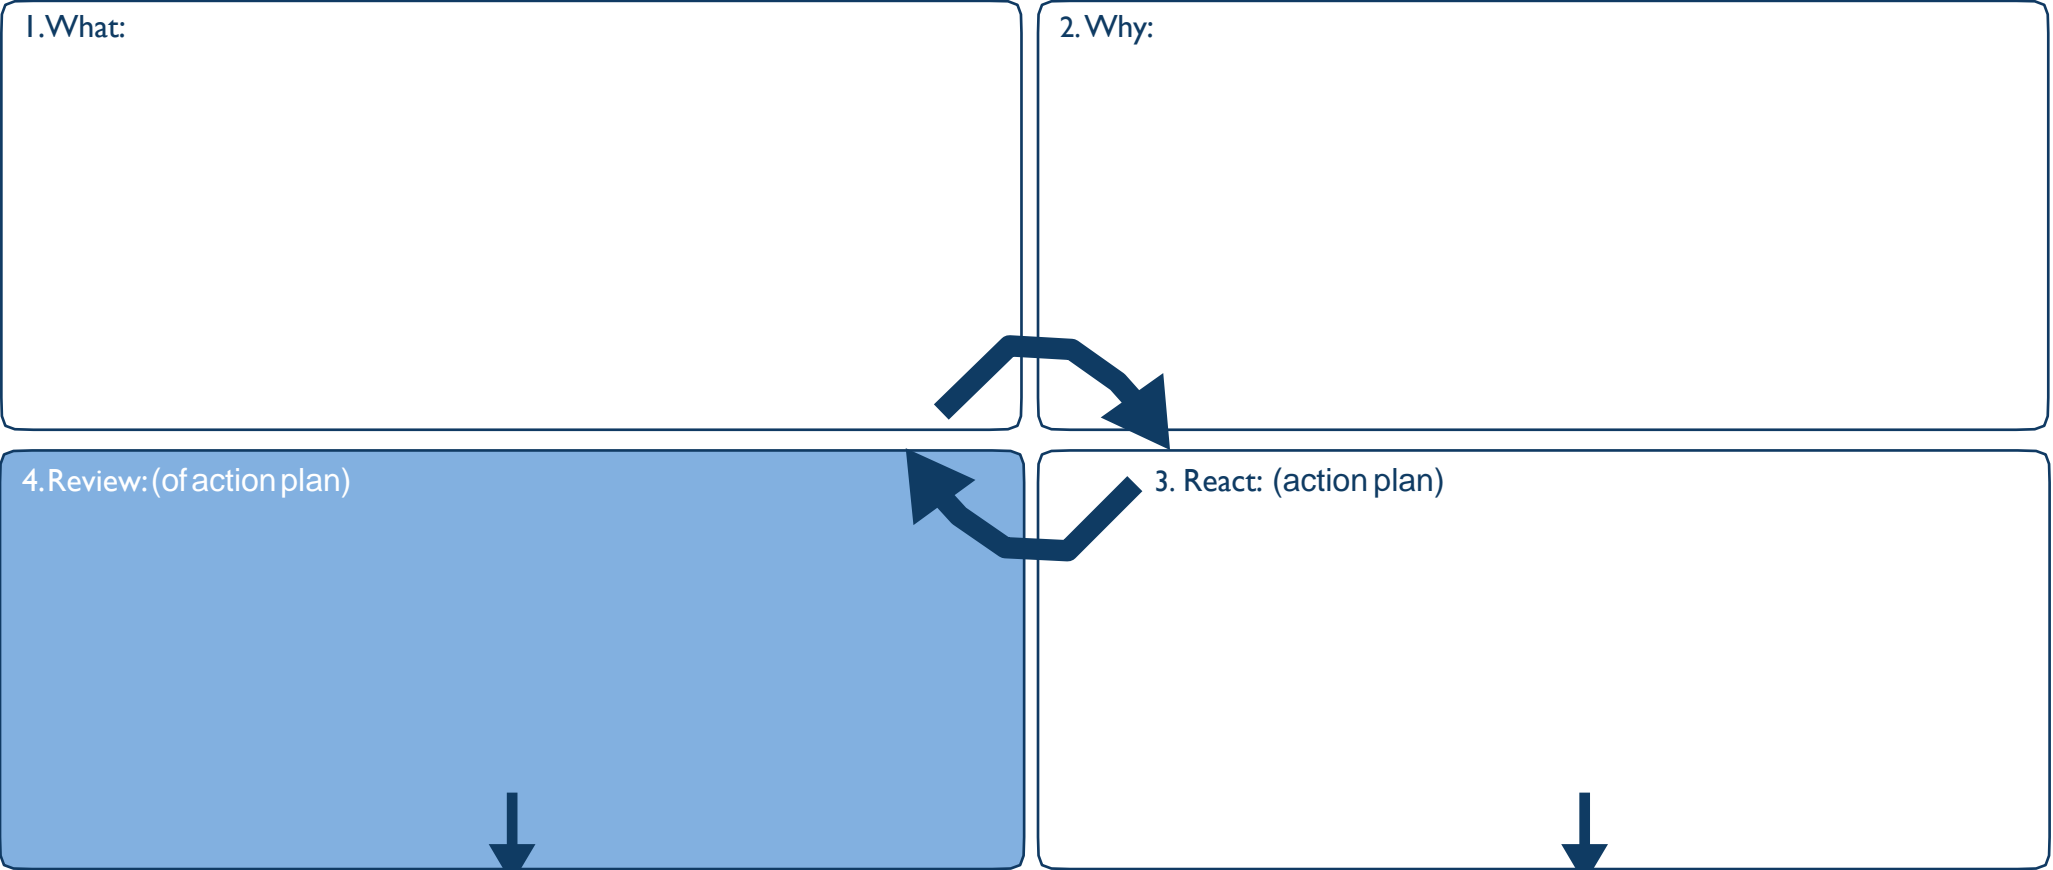 1. What:
2. Why:
4. Review: (of action plan)
3. React: (action plan)